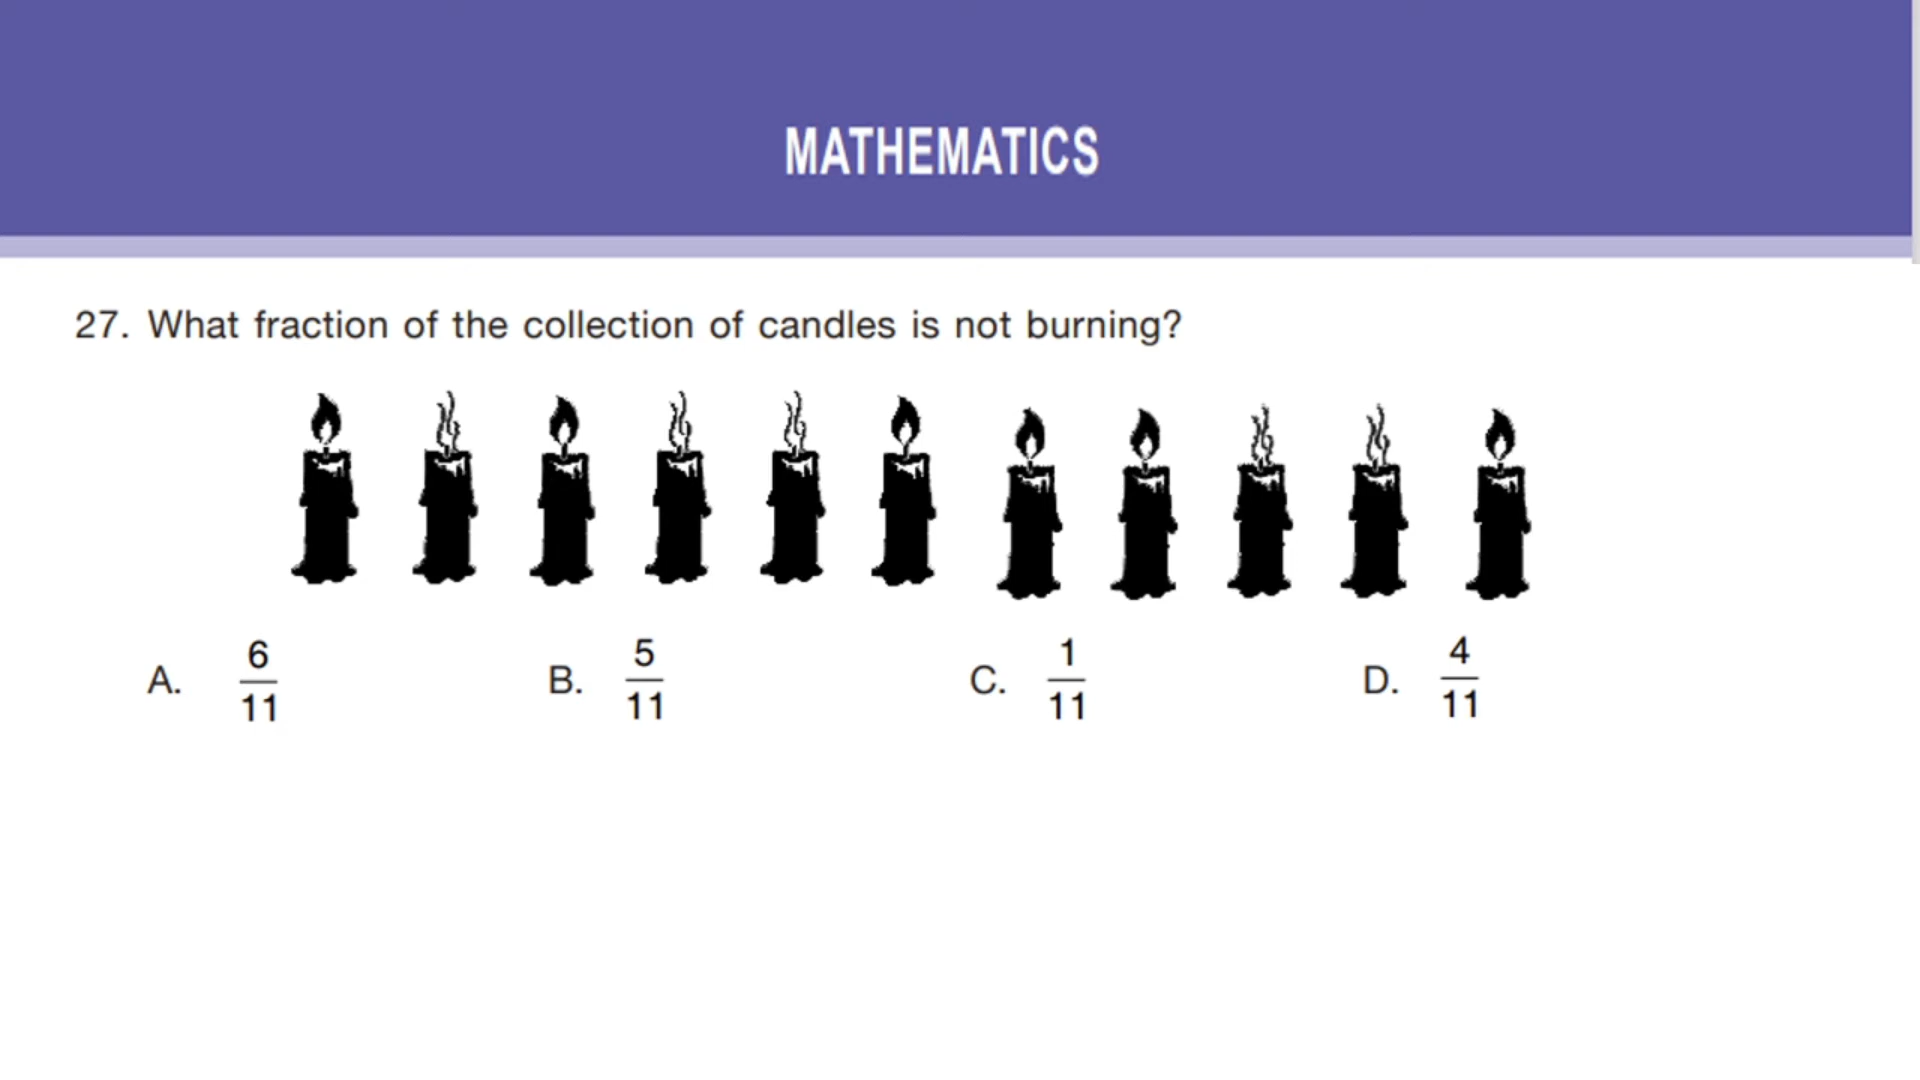 MATHEMATICS
27. What fraction of the collection of candles is not burning?
A. 6/11 B. 5/11 C. 1/11 D. 4/11